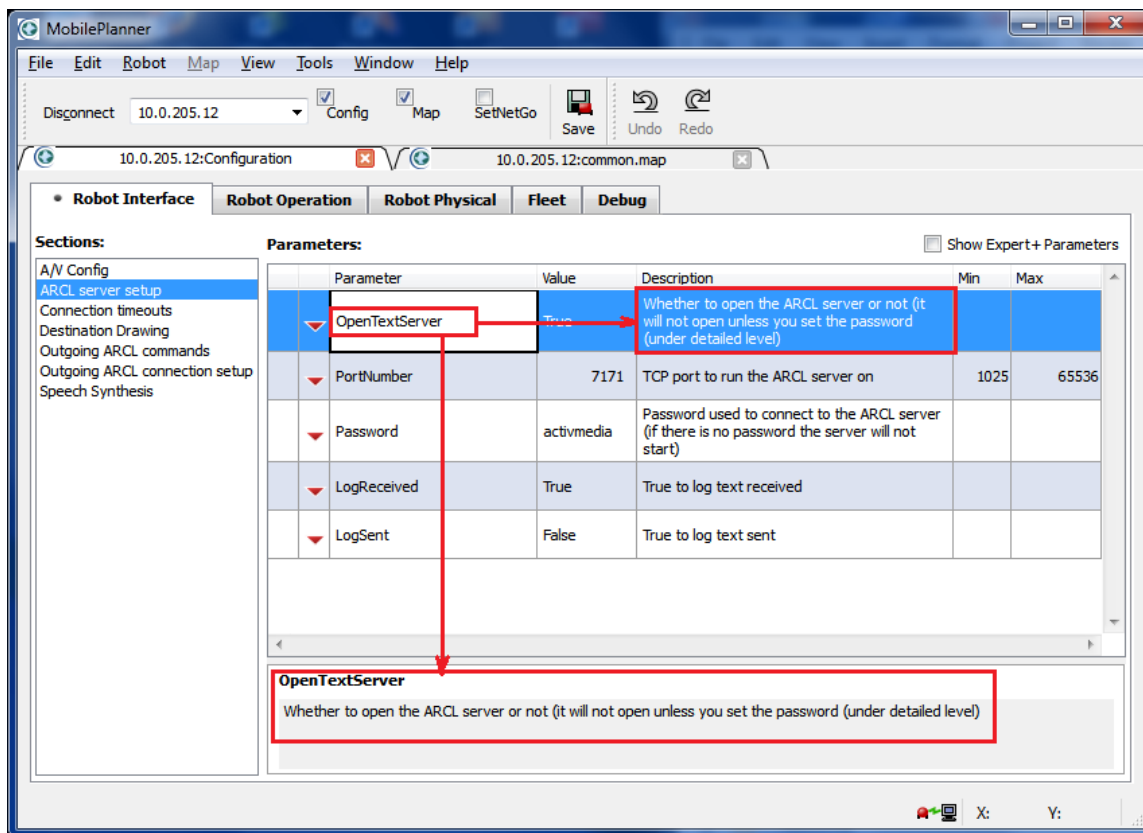 MobilePlanner
File Edit Robot Map View Tools Window Help
Disconnect 10.0.205.12 Config Map SetNetGo Save Undo Redo
10.0.205.12:Configuration 10.0.205.12:common.map
Robot Interface Robot Operation Robot Physical Fleet Debug
Sections:
A/V Config
ARCL server setup
Connection timeouts
Destination Drawing
Outgoing ARCL commands
Outgoing ARCL connection setup
Speech Synthesis
Parameters: Show Expert+ Parameters
Parameter Value Description Min Max
OpenTextServer True Whether to open the ARCL server or not (it
will not open unless you set the password
(under detailed level)
PortNumber 7171 TCP port to run the ARCL server on 1025 65536
Password activmedia Password used to connect to the ARCL server
(if there is no password the server will not
start)
LogReceived True True to log text received
LogSent False True to log text sent
OpenTextServer
Whether to open the ARCL server or not (it will not open unless you set the password (under detailed level)
X: Y: